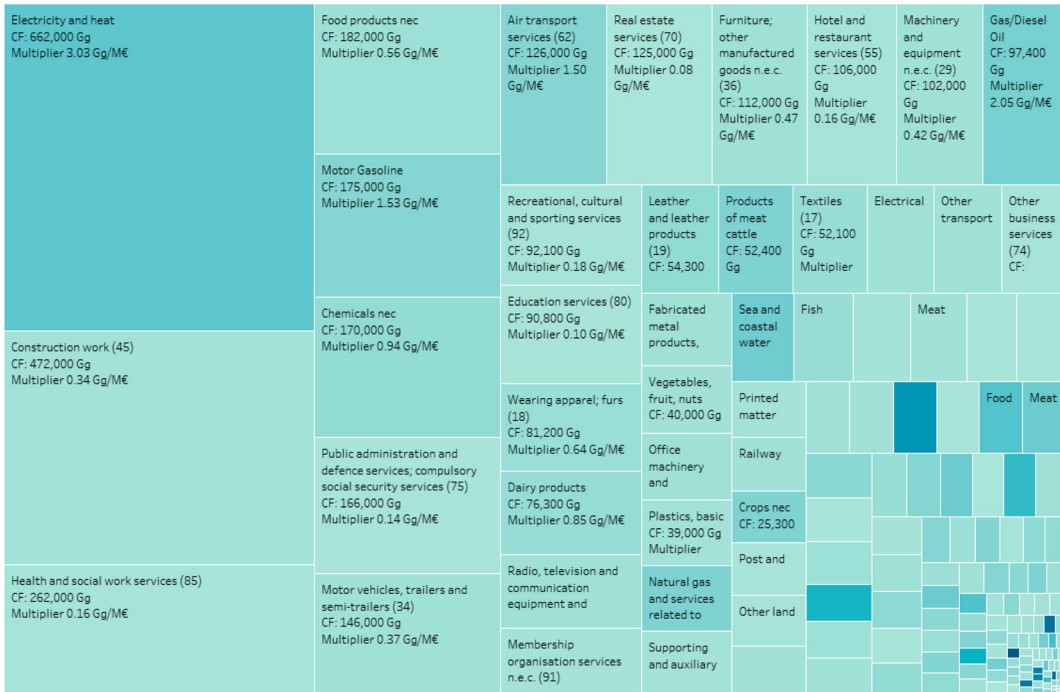 Electricity and heat
CF: 662,000 Gg
Multiplier 3.03 Gg/M€
Construction work (45)
CF: 472,000 Gg
Multiplier 0.34 Gg/M€
Health and social work services (85)
CF: 262,000 Gg
Multiplier 0.16 Gg/M€
Food products nec
CF: 182,000 Gg
Multiplier 0.56 Gg/M€
Motor Gasoline
CF: 175,000 Gg
Multiplier 1.53 Gg/M€
Chemicals nec
CF: 170,000 Gg
Multiplier 0.94 Gg/M€
Public administration and
defence services; compulsory
social security services (75)
CF: 166,000 Gg
Multiplier 0.14 Gg/M€
Motor vehicles, trailers and
semi-trailers (34)
CF: 146,000 Gg
Multiplier 0.37 Gg/M€
Air transport
services (62)
CF: 126,000 Gg
Multiplier 1.50
Gg/M€
Real estate
services (70)
CF: 125,000 Gg
Multiplier 0.08
Gg/M€
Furniture;
other
manufactured
goods n.e.c.
(36)
CF: 112,000 Gg
Multiplier 0.47
Gg/M€
Hotel and
restaurant
services (55)
CF: 106,000
Gg
Multiplier
0.16 Gg/M€
Machinery
and
equipment
n.e.c. (29)
CF: 102,000
Gg
Multiplier
0.42 Gg/M€
Gas/Diesel
Oil
CF: 97,400
Gg
Multiplier
2.05 Gg/M€
Recreational, cultural
and sporting services
(92)
CF: 92,100 Gg
Multiplier 0.18 Gg/M€
Education services (80)
CF: 90,800 Gg
Multiplier 0.10 Gg/M€
Wearing apparel; furs
(18)
CF: 81,200 Gg
Multiplier 0.64 Gg/M€
Dairy products
CF: 76,300 Gg
Multiplier 0.85 Gg/M€
Radio, television and
communication
equipment and
Membership
organisation services
n.e.c. (91)
Leather
and leather
products
(19)
CF: 54,300
Products
of meat
cattle
CF: 52,400
Gg
Textiles
(17)
CF: 52,100
Gg
Multiplier
Electrical
Other
transport
Other
business
services
(74)
CF:
Fabricated
metal
products,
Vegetables,
fruit, nuts
CF: 40,000 Gg
Office
machinery
and
Plastics, basic
CF: 39,000 Gg
Multiplier
Natural gas
and services
related to
Supporting
and auxiliary
Sea and
coastal
water
Fish
Meat
Printed
matter
Railway
Crops nec
CF: 25,300
Post and
Other land
Food
Meat